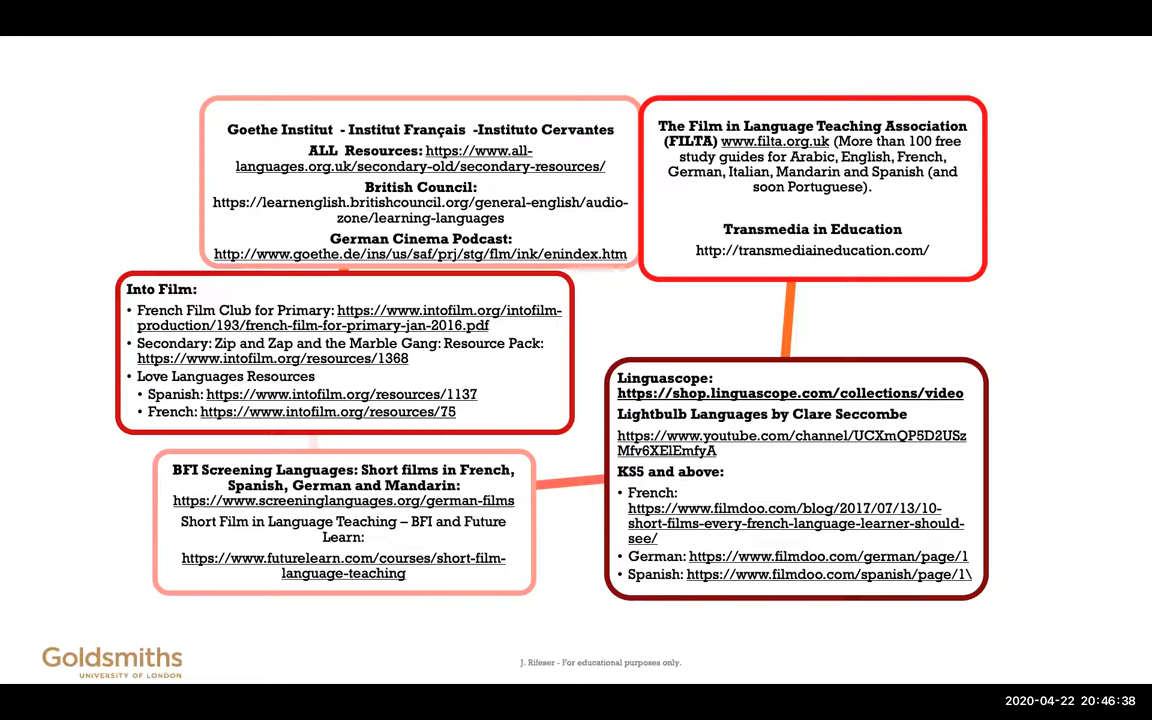 Goethe Institut - Institut Français -Instituto Cervantes
ALL Resources: https://www.all-
languages.org.uk/secondary-old/secondary-resources/
British Council:
https://learnenglish.britishcouncil.org/general-english/audio-
zone/learning-languages
German Cinema Podcast:
http://www.goethe.de/ins/us/saf/prj/stg/flm/ink/enindex.htm
The Film in Language Teaching Association
(FILTA) www.filta.org.uk (More than 100 free
study guides for Arabic, English, French,
German, Italian, Mandarin and Spanish (and
soon Portuguese).
Transmedia in Education
http://transmediaineducation.com/
Into Film:
• French Film Club for Primary: https://www.intofilm.org/intofilm-
production/193/french-film-for-primary-jan-2016.pdf
• Secondary: Zip and Zap and the Marble Gang: Resource Pack:
https://www.intofilm.org/resources/1368
• Love Languages Resources
• Spanish: https://www.intofilm.org/resources/1137
• French: https://www.intofilm.org/resources/75
BFI Screening Languages: Short films in French,
Spanish, German and Mandarin:
https://www.screeninglanguages.org/german-films
Short Film in Language Teaching – BFI and Future
Learn:
https://www.futurelearn.com/courses/short-film-
language-teaching
Linguascope:
https://shop.linguascope.com/collections/video
Lightbulb Languages by Clare Seccombe
https://www.youtube.com/channel/UCXmQP5D2USz
Mfv6XElEmfyA
KS5 and above:
• French:
https://www.filmdoo.com/blog/2017/07/13/10-
short-films-every-french-language-learner-should-
see/
• German: https://www.filmdoo.com/german/page/1
• Spanish: https://www.filmdoo.com/spanish/page/1\
Goldsmiths
UNIVERSITY OF LONDON
J. Rifeser - For educational purposes only.
2020-04-22 20:46:38